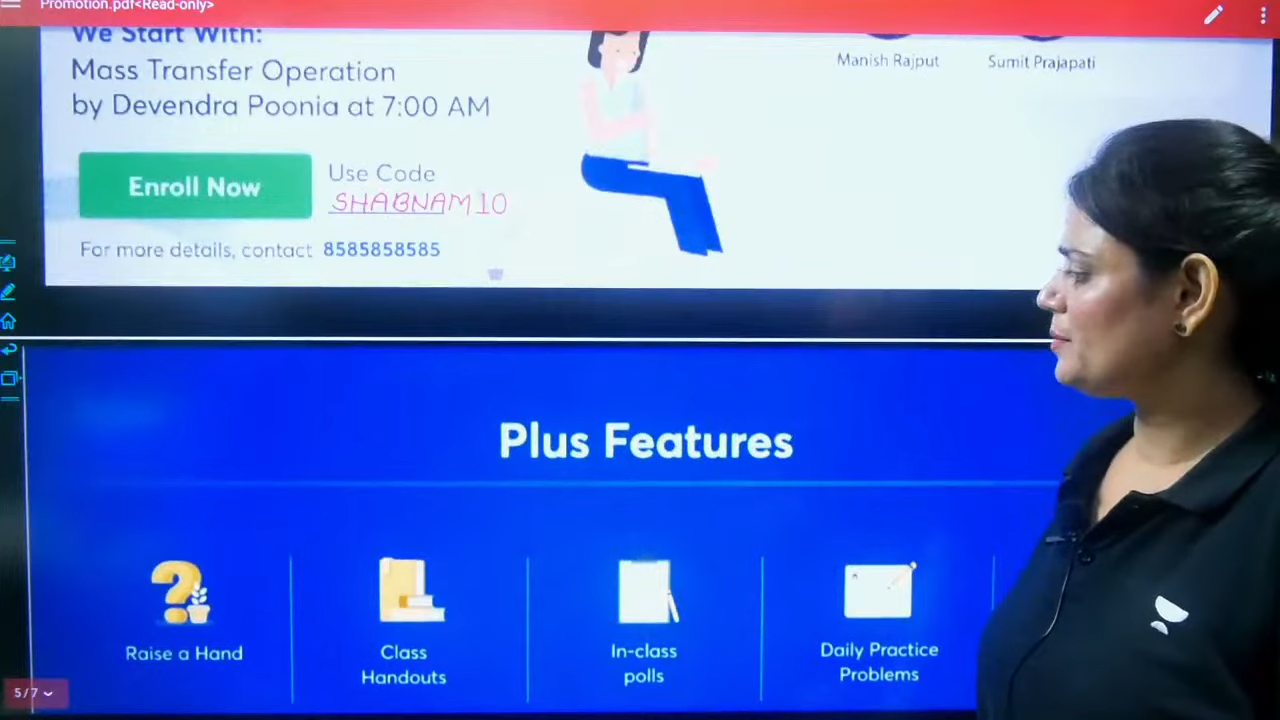 Promotion.pdf<Read-only>
We Start With:
Mass Transfer Operation
by Devendra Poonia at 7:00 AM
Manish Rajput
Sumit Prajapati
Enroll Now
Use Code
SHABNAM10
For more details, contact 8585858585
Plus Features
Raise a Hand
Class
Handouts
In-class
polls
Daily Practice
Problems
5/7